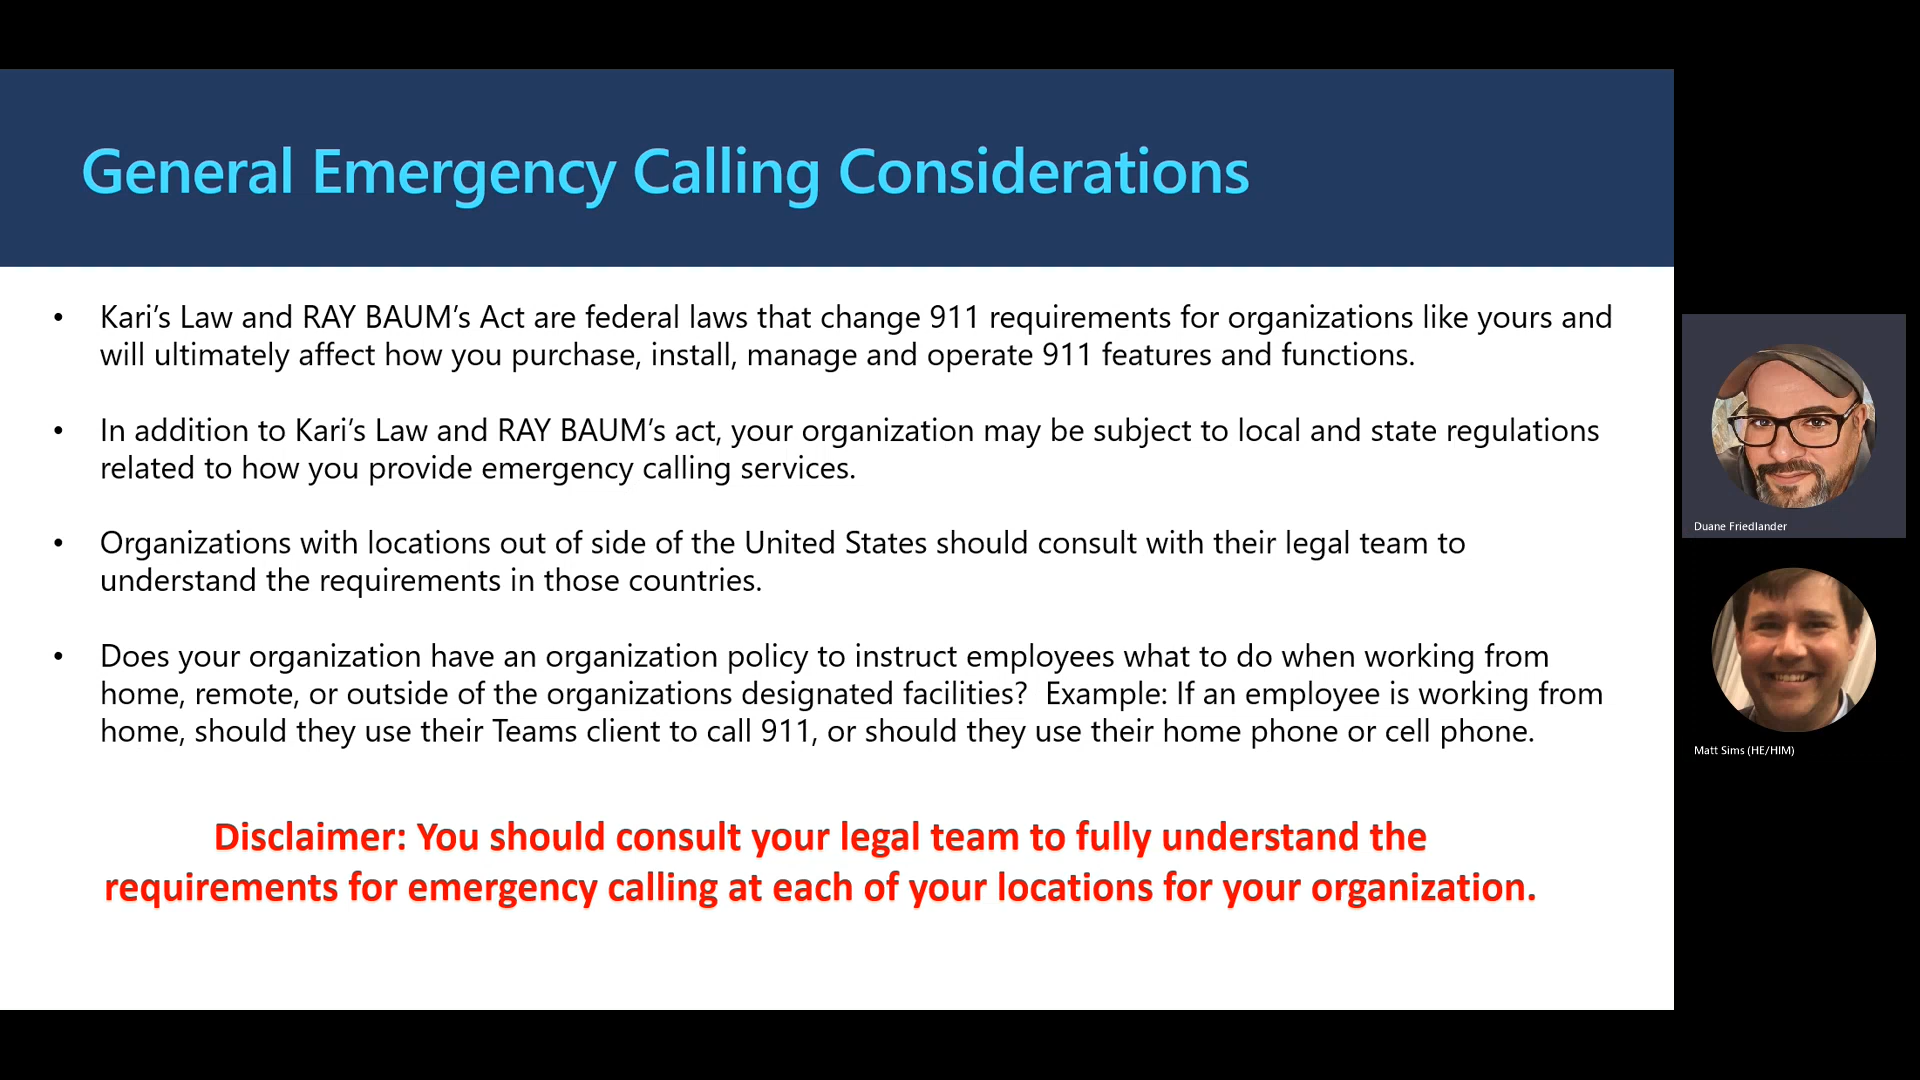 General Emergency Calling Considerations
• Kari’s Law and RAY BAUM’s Act are federal laws that change 911 requirements for organizations like yours and
will ultimately affect how you purchase, install, manage and operate 911 features and functions.
• In addition to Kari’s Law and RAY BAUM’s act, your organization may be subject to local and state regulations
related to how you provide emergency calling services.
• Organizations with locations out of side of the United States should consult with their legal team to
understand the requirements in those countries.
• Does your organization have an organization policy to instruct employees what to do when working from
home, remote, or outside of the organizations designated facilities?  Example: If an employee is working from
home, should they use their Teams client to call 911, or should they use their home phone or cell phone.
Disclaimer: You should consult your legal team to fully understand the
requirements for emergency calling at each of your locations for your organization.
Duane Friedlander
Matt Sims (HE/HIM)